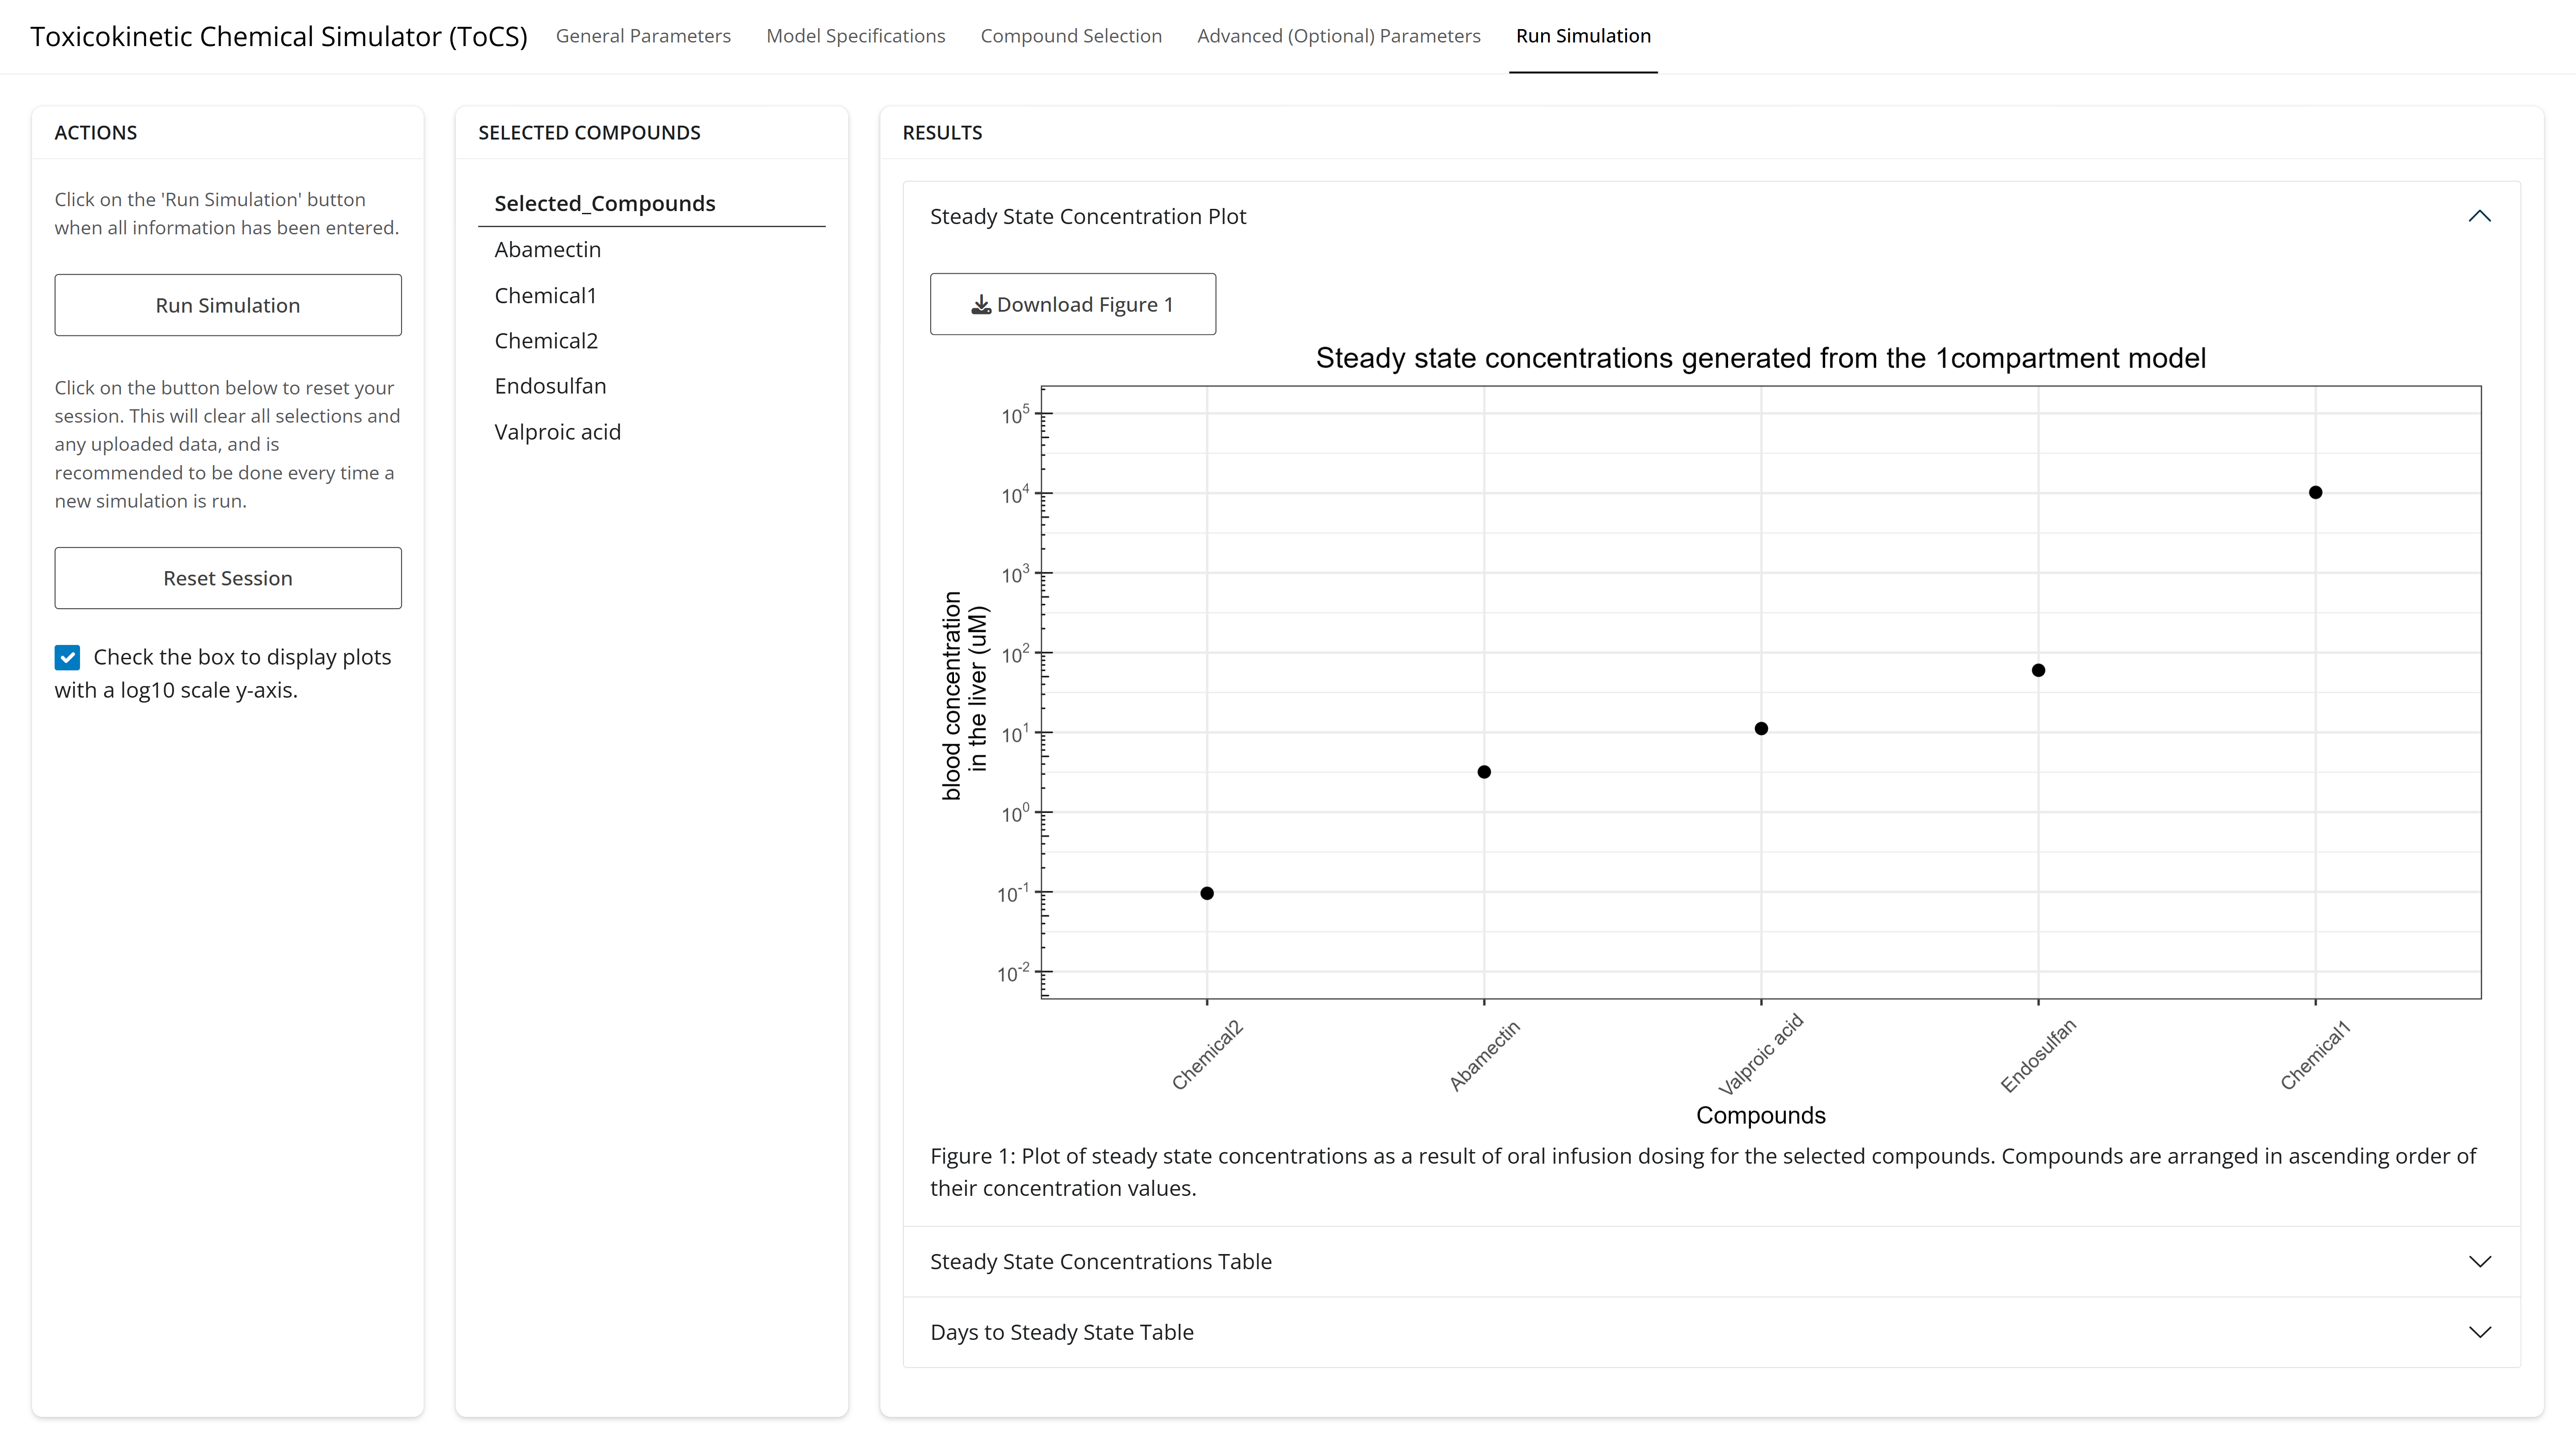 Toxicokinetic Chemical Simulator (ToCS)
General Parameters
Model Specifications
Compound Selection
Advanced (Optional) Parameters
Run Simulation
ACTIONS
Click on the 'Run Simulation' button
when all information has been entered.
Run Simulation
Click on the button below to reset your
session. This will clear all selections and
any uploaded data, and is
recommended to be done every time a
new simulation is run.
Reset Session
Check the box to display plots
with a log10 scale y-axis.
SELECTED COMPOUNDS
Selected_Compounds
Abamectin
Chemical1
Chemical2
Endosulfan
Valproic acid
RESULTS
Steady State Concentration Plot
Download Figure 1
Steady state concentrations generated from the 1compartment model
blood concentration
in the liver (uM)
10^5
10^4
10^3
10^2
10^1
10^0
10^-1
10^-2
Chemical2
Abamectin
Valproic acid
Endosulfan
Chemical1
Compounds
Figure 1: Plot of steady state concentrations as a result of oral infusion dosing for the selected compounds. Compounds are arranged in ascending order of
their concentration values.
Steady State Concentrations Table
Days to Steady State Table